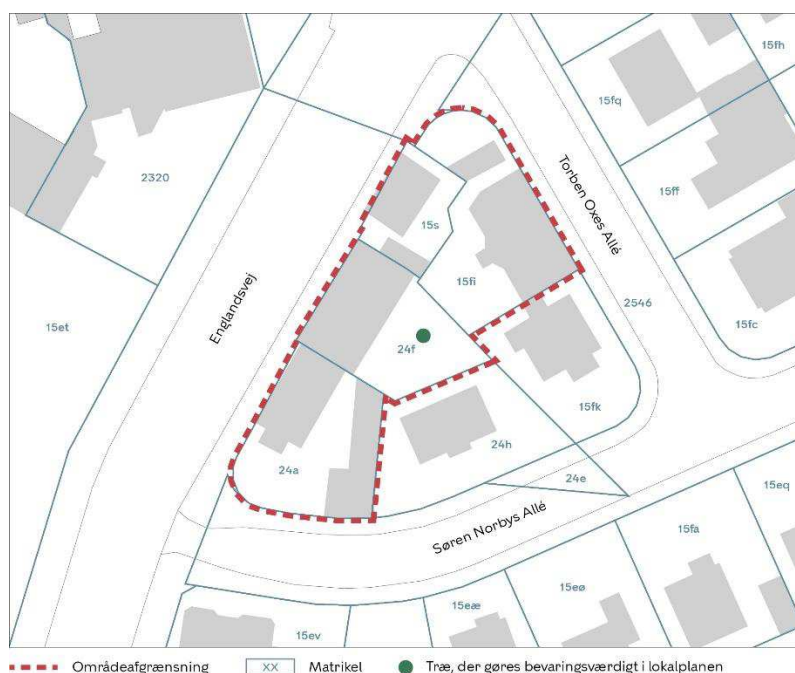 15fh
15fq
2320
Torben Oxes Allé
15ff
15s
15fi
Englandsvej
2546
15et
15fc
24f
15fk
24h
24a
24e
15eq
Søren Norbys Allé
15fa
15eø
15eæ
15ev
Områdeafgrænsning
XX Matrikel
Træ, der gøres bevaringsværdigt i lokalplanen